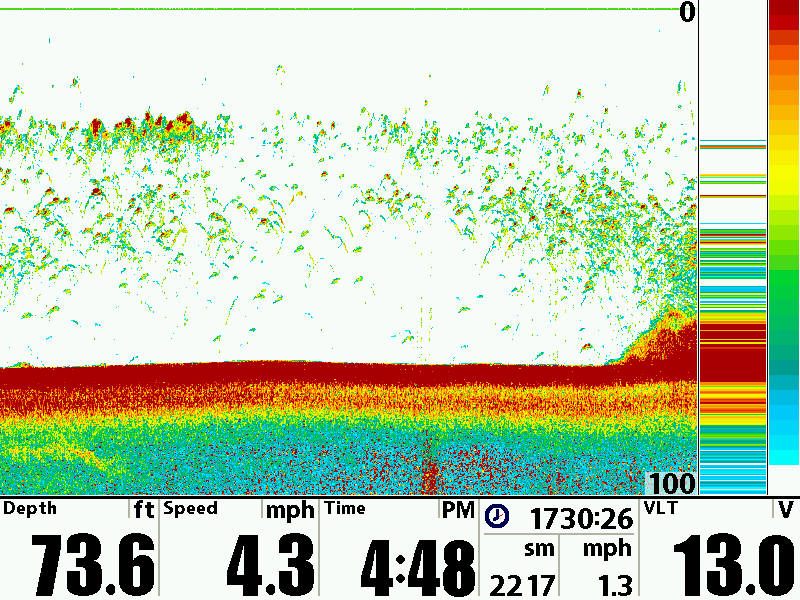 0
100
Depth ft
73.6
Speed mph
4.3
Time PM
4:48
1730:26
sm mph
2217 1.3
VLT V
13.0